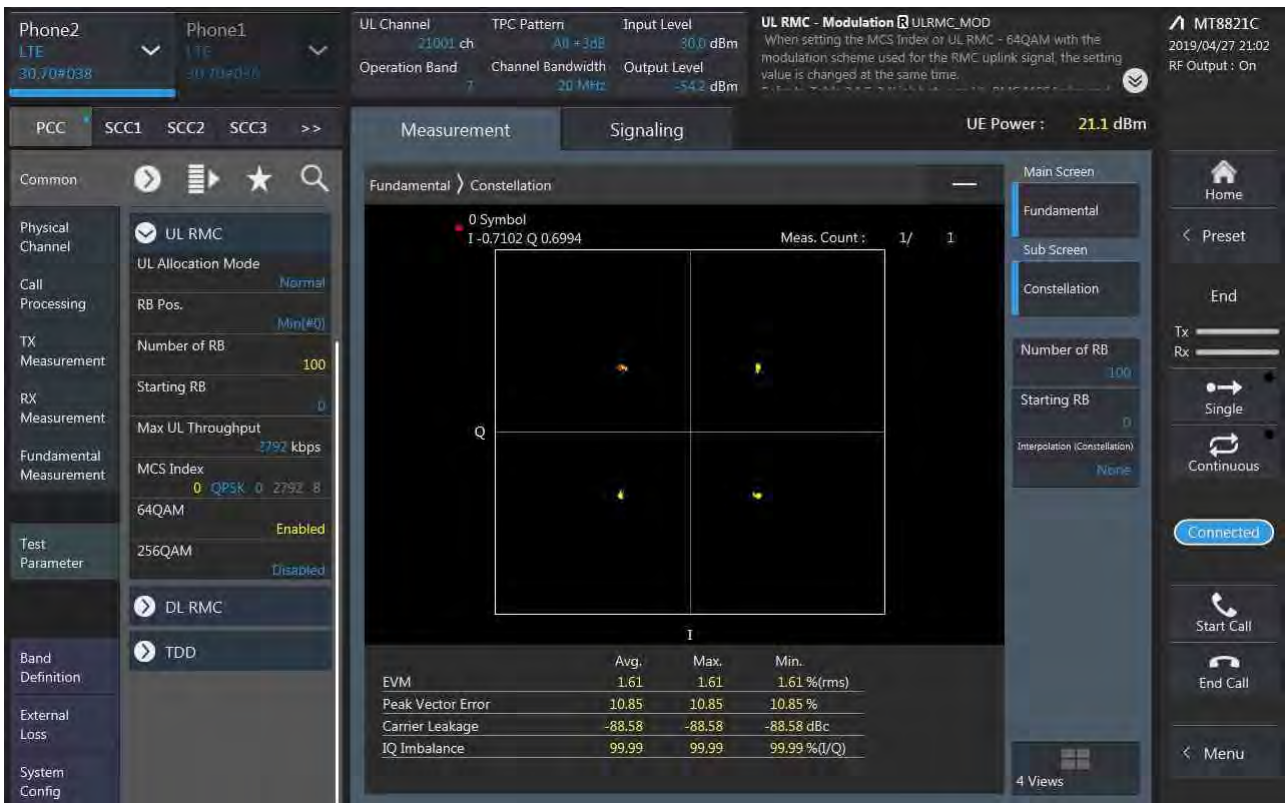 Phone2
LTE
30.70#038
Phone1
LTE
30.70#038
UL Channel
21001 ch
Operation Band
7
TPC Pattern
All +3dB
Channel Bandwidth
20 MHz
Input Level
30.0 dBm
Output Level
-54.2 dBm
UL RMC - Modulation R ULRMC_MOD
When setting the MCS Index or UL RMC - 64QAM with the
modulation scheme used for the RMC uplink signal, the setting
value is changed at the same time.
MT8821C
2019/04/27 21:02
RF Output : On
PCC SCC1 SCC2 SCC3 >>
Measurement
Signaling
UE Power : 21.1 dBm
Common
Physical
Channel
Call
Processing
TX
Measurement
RX
Measurement
Fundamental
Measurement
Test
Parameter
Band
Definition
External
Loss
System
Config
UL RMC
UL Allocation Mode
Normal
RB Pos.
Min(#0)
Number of RB
100
Starting RB
0
Max UL Throughput
2792 kbps
MCS Index
0 QPSK 0 2792 8
64QAM
Enabled
256QAM
Disabled
DL RMC
TDD
Fundamental > Constellation
0 Symbol
I -0.7102 Q 0.6994
Meas. Count : 1/ 1
Q
I
Avg. Max. Min.
EVM 1.61 1.61 1.61 %(rms)
Peak Vector Error 10.85 10.85 10.85 %
Carrier Leakage -88.58 -88.58 -88.58 dBc
IQ Imbalance 99.99 99.99 99.99 %(I/Q)
Main Screen
Fundamental
Sub Screen
Constellation
Number of RB
100
Starting RB
0
Interpolation (Constellation)
None
4 Views
Home
< Preset
End
Tx
Rx
Single
Continuous
Connected
Start Call
End Call
< Menu